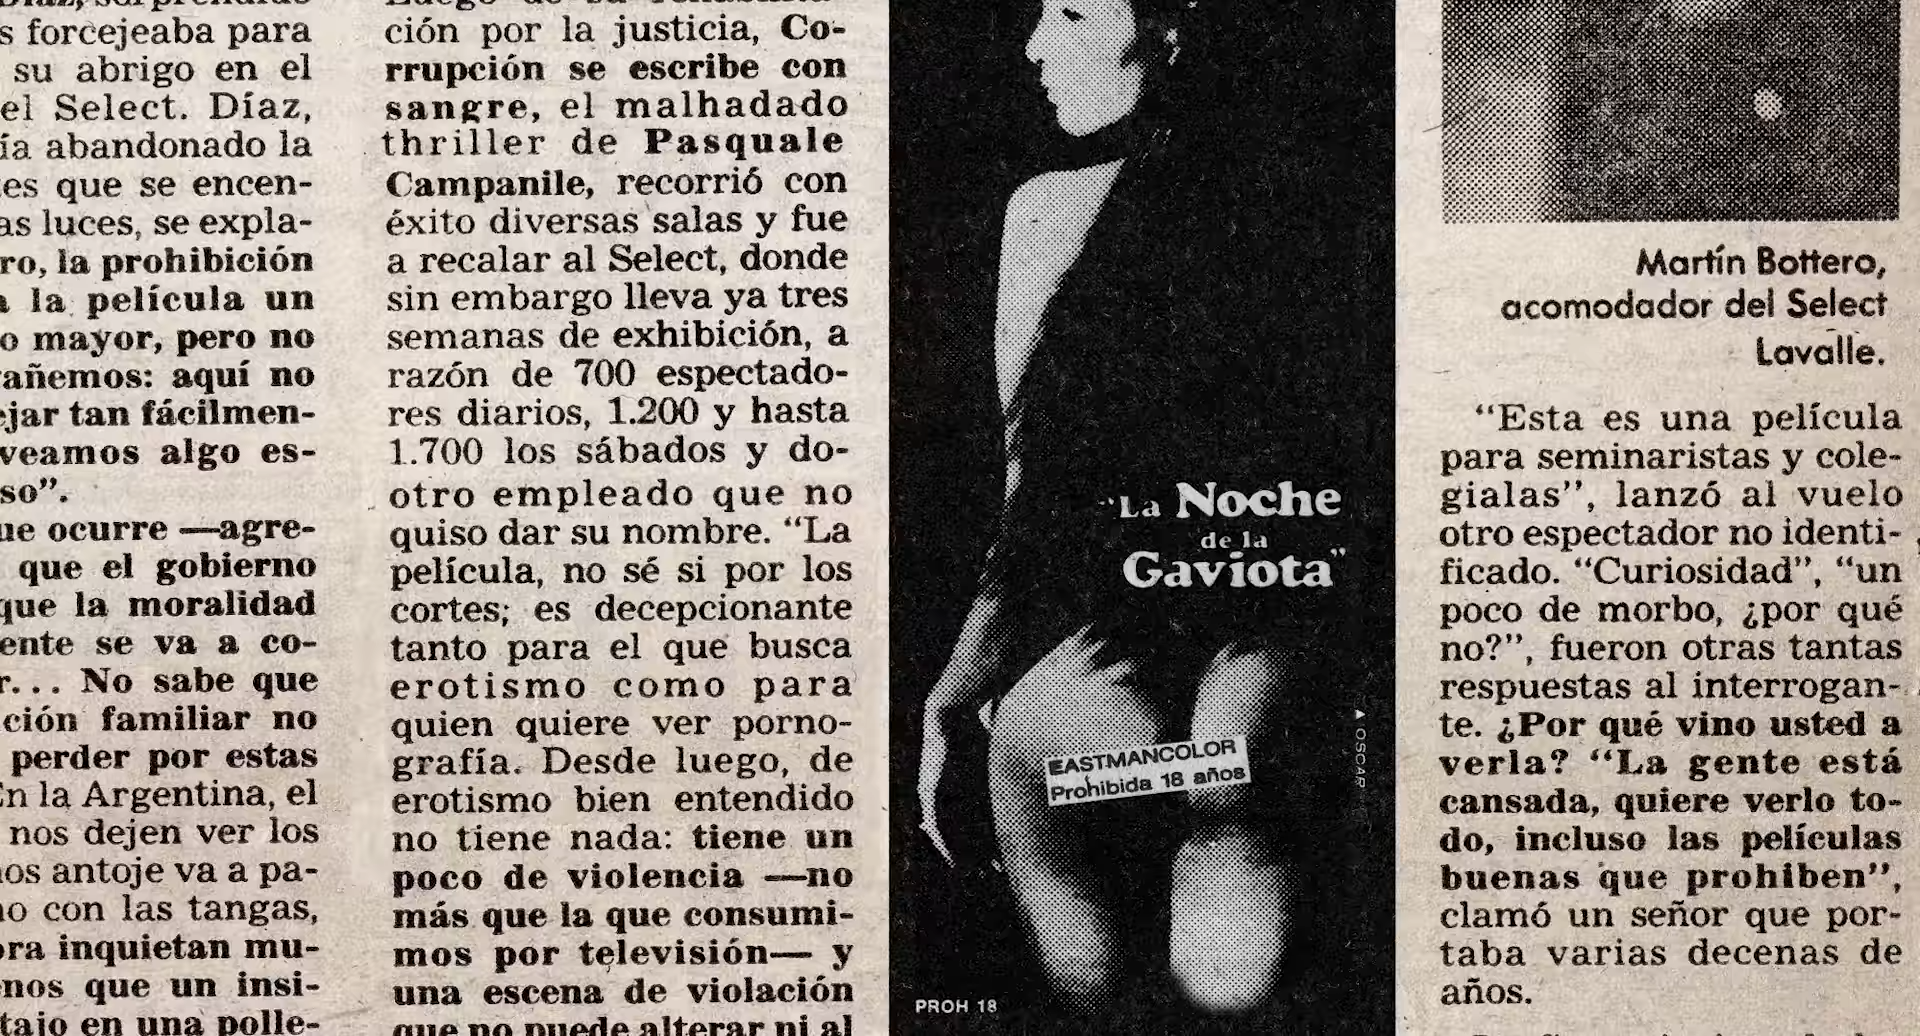 s forcejeaba para
su abrigo en el
el Select. Díaz,
ía abandonado la
es que se encen-
as luces, se expla-
ro, la prohibición
a la película un
o mayor, pero no
añemos: aquí no
ejar tan fácilmen-
veamos algo es-
so”.
ue ocurre —agre-
que el gobierno
que la moralidad
ente se va a co-
r... No sabe que
ción familiar no
perder por estas
En la Argentina, el
nos dejen ver los
nos antoje va a pa-
no con las tangas,
ora inquietan mu-
nos que un insi-
tajo en una polle-
ción por la justicia, Co-
rrupción se escribe con
sangre, el malhadado
thriller de Pasquale
Campanile, recorrió con
éxito diversas salas y fue
a recalar al Select, donde
sin embargo lleva ya tres
semanas de exhibición, a
razón de 700 espectado-
res diarios, 1.200 y hasta
1.700 los sábados y do-
otro empleado que no
quiso dar su nombre. “La
película, no sé si por los
cortes; es decepcionante
tanto para el que busca
erotismo como para
quien quiere ver porno-
grafía. Desde luego, de
erotismo bien entendido
no tiene nada: tiene un
poco de violencia —no
más que la que consumi-
mos por televisión— y
una escena de violación
que no puede alterar ni al
“La Noche
de la
Gaviota”
EASTMANCOLOR
Prohibida 18 años
▲ OSCAR
PROH 18
Martín Bottero,
acomodador del Select
Lavalle.
“Esta es una película
para seminaristas y cole-
gialas”, lanzó al vuelo
otro espectador no identi-
ficado. “Curiosidad”, “un
poco de morbo, ¿por qué
no?”, fueron otras tantas
respuestas al interrogan-
te. ¿Por qué vino usted a
verla? “La gente está
cansada, quiere verlo to-
do, incluso las películas
buenas que prohiben”,
clamó un señor que por-
taba varias decenas de
años.